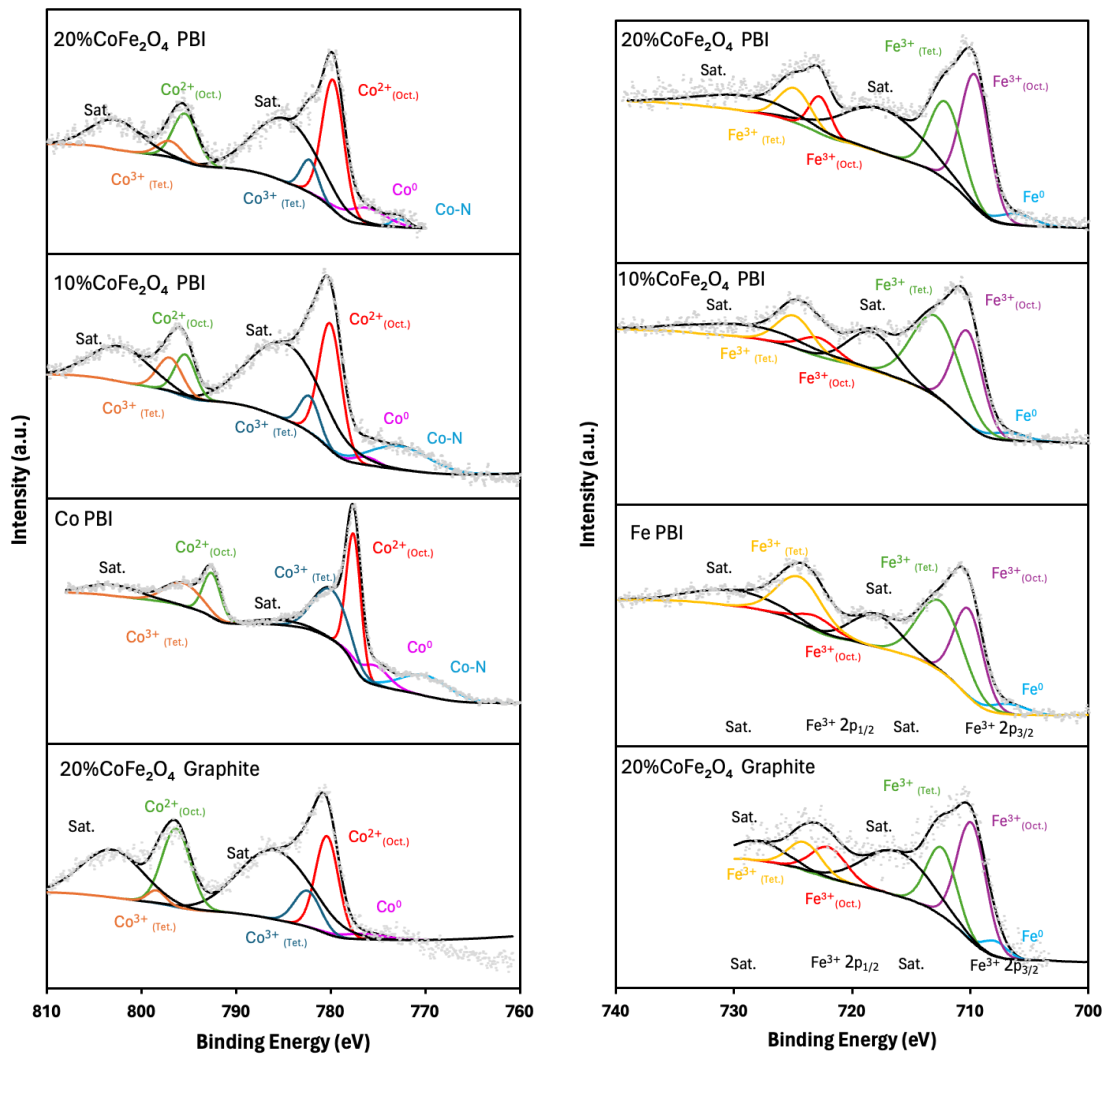 20%CoFe₂O₄ PBI
Sat.
Co²⁺(Oct.)
Co³⁺ (Tet.)
Sat.
Co²⁺(Oct.)
Co³⁺ (Tet.)
Co⁰
Co-N
10%CoFe₂O₄ PBI
Sat.
Co²⁺(Oct.)
Co³⁺ (Tet.)
Sat.
Co²⁺(Oct.)
Co³⁺ (Tet.)
Co⁰
Co-N
Co PBI
Sat.
Co²⁺(Oct.)
Co³⁺ (Tet.)
Sat.
Co³⁺ (Tet.)
Co²⁺(Oct.)
Co⁰
Co-N
20%CoFe₂O₄ Graphite
Sat.
Co²⁺(Oct.)
Co³⁺ (Tet.)
Sat.
Co²⁺(Oct.)
Co³⁺ (Tet.)
Co⁰
Intensity (a.u.)
810 800 790 780 770 760
Binding Energy (eV)
20%CoFe₂O₄ PBI
Sat.
Fe³⁺ (Tet.)
Fe³⁺(Oct.)
Sat.
Fe³⁺ (Tet.)
Fe³⁺(Oct.)
Fe⁰
10%CoFe₂O₄ PBI
Sat.
Fe³⁺ (Tet.)
Fe³⁺(Oct.)
Sat.
Fe³⁺ (Tet.)
Fe³⁺(Oct.)
Fe⁰
Fe PBI
Sat.
Fe³⁺ (Tet.)
Fe³⁺(Oct.)
Sat.
Fe³⁺ (Tet.)
Fe³⁺(Oct.)
Fe⁰
Sat. Fe³⁺ 2p₁/₂ Sat. Fe³⁺ 2p₃/₂
20%CoFe₂O₄ Graphite
Sat.
Fe³⁺ (Tet.)
Fe³⁺(Oct.)
Sat.
Fe³⁺ (Tet.)
Fe³⁺(Oct.)
Fe⁰
Sat. Fe³⁺ 2p₁/₂ Sat. Fe³⁺ 2p₃/₂
Intensity (a.u.)
740 730 720 710 700
Binding Energy (eV)